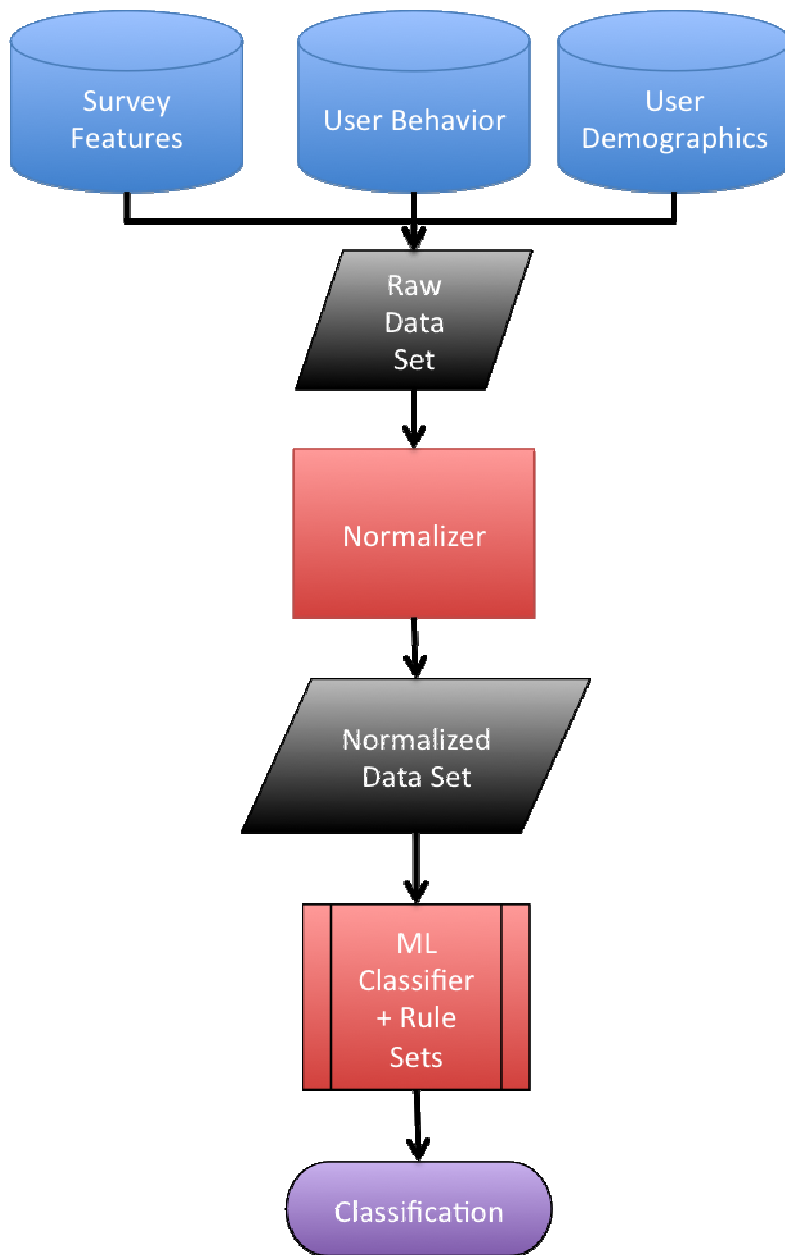 Survey
Features
User Behavior
User
Demographics
Raw
Data
Set
Normalizer
Normalized
Data Set
ML
Classifier
+ Rule
Sets
Classification